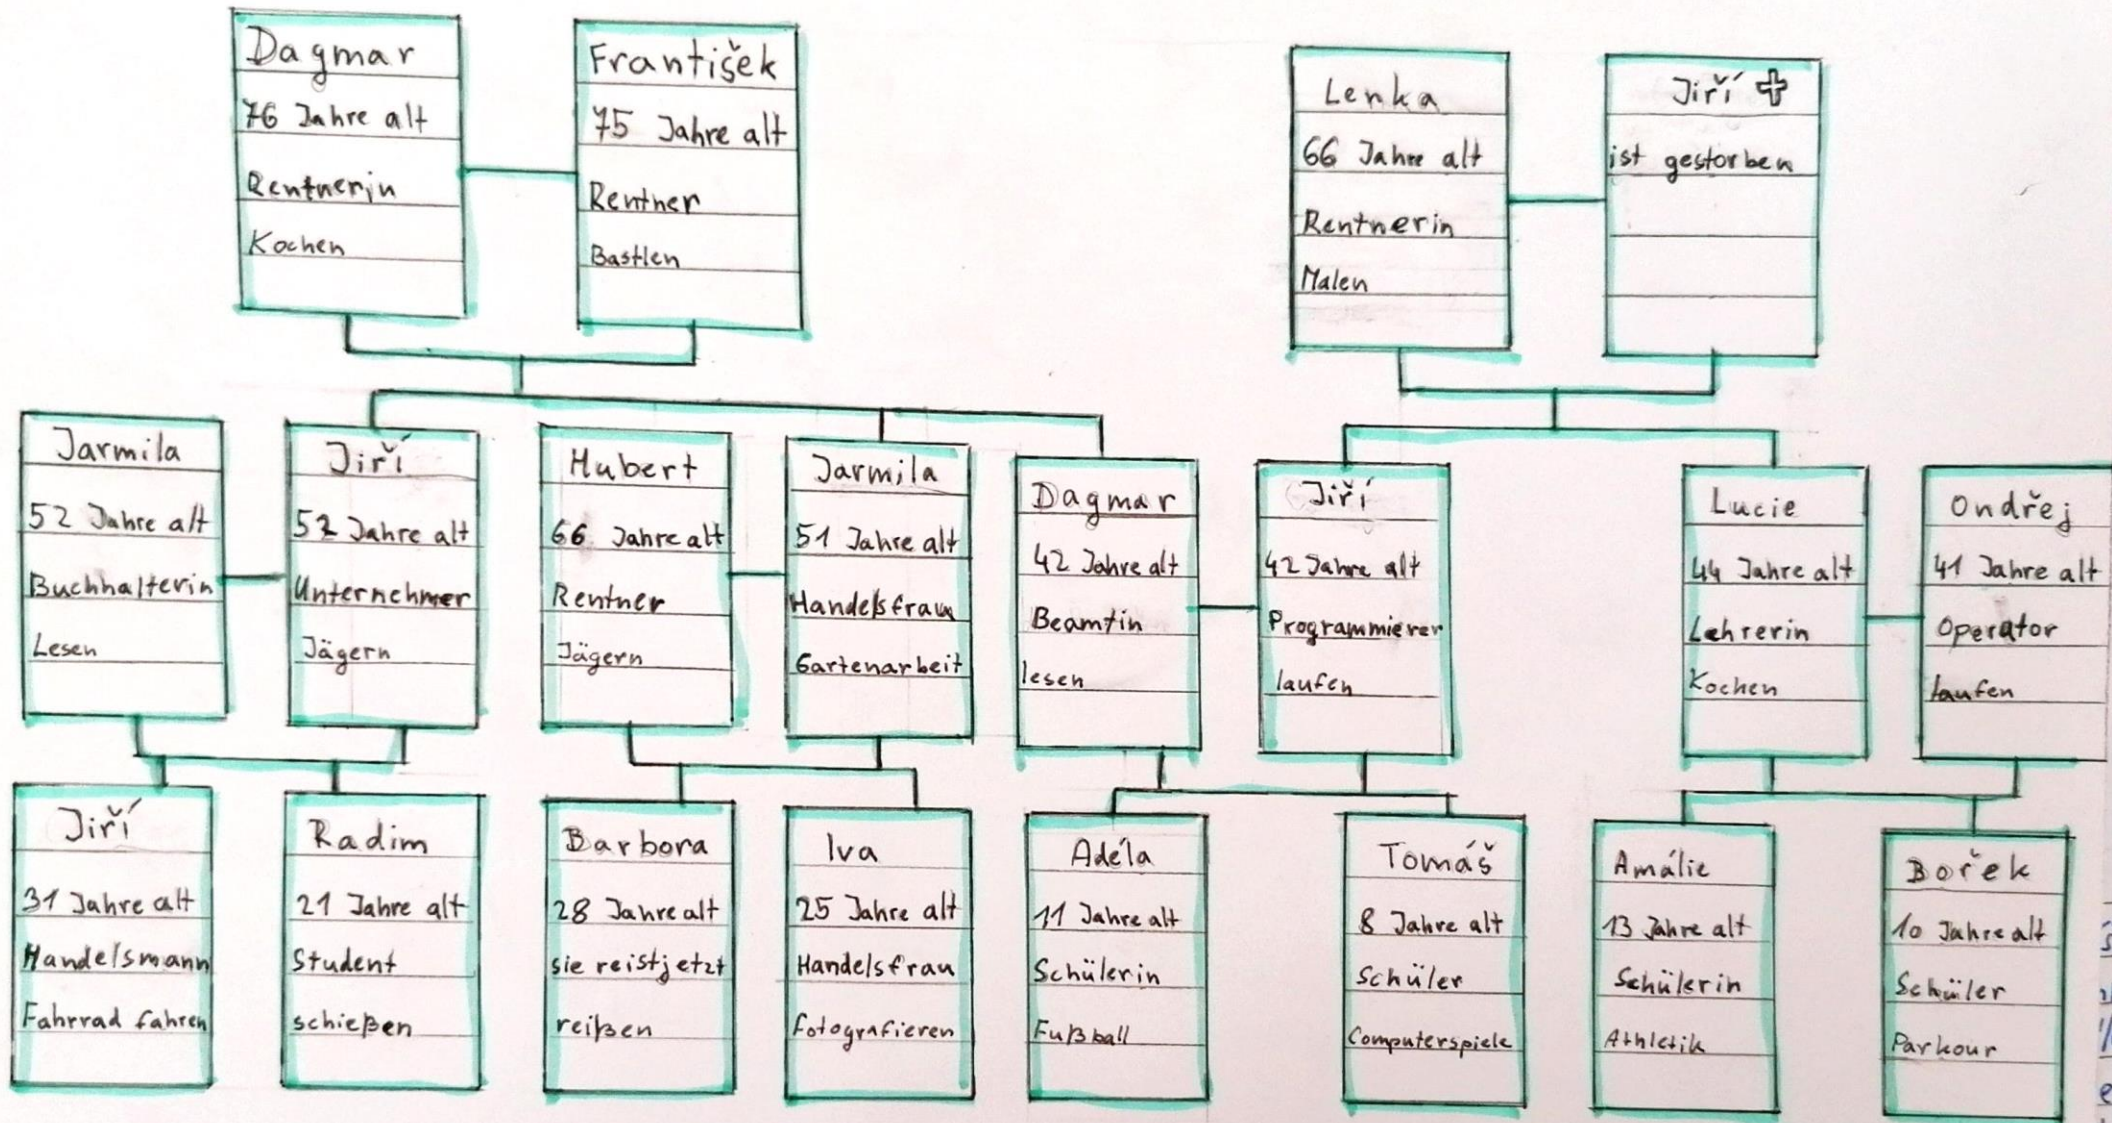 Dagmar
76 Jahre alt
Rentnerin
Kochen
František
75 Jahre alt
Rentner
Bastlen
Lenka
66 Jahre alt
Rentnerin
Malen
Jiří ✝
ist gestorben
Jarmila
52 Jahre alt
Buchhalterin
Lesen
Jiří
52 Jahre alt
Unternehmer
Jägern
Hubert
66 Jahre alt
Rentner
Jägern
Jarmila
51 Jahre alt
Handelsfrau
Gartenarbeit
Dagmar
42 Jahre alt
Beamtin
lesen
Jiří
42 Jahre alt
Programmierer
laufen
Lucie
44 Jahre alt
Lehrerin
Kochen
Ondřej
41 Jahre alt
Operator
laufen
Jiří
31 Jahre alt
Handelsmann
Fahrrad fahren
Radim
21 Jahre alt
Student
schießen
Barbora
28 Jahre alt
sie reist jetzt
reißen
Iva
25 Jahre alt
Handelsfrau
Fotografieren
Adéla
11 Jahre alt
Schülerin
Fußball
Tomáš
8 Jahre alt
Schüler
Computerspiele
Amálie
13 Jahre alt
Schülerin
Athletik
Bořek
10 Jahre alt
Schüler
Parkour